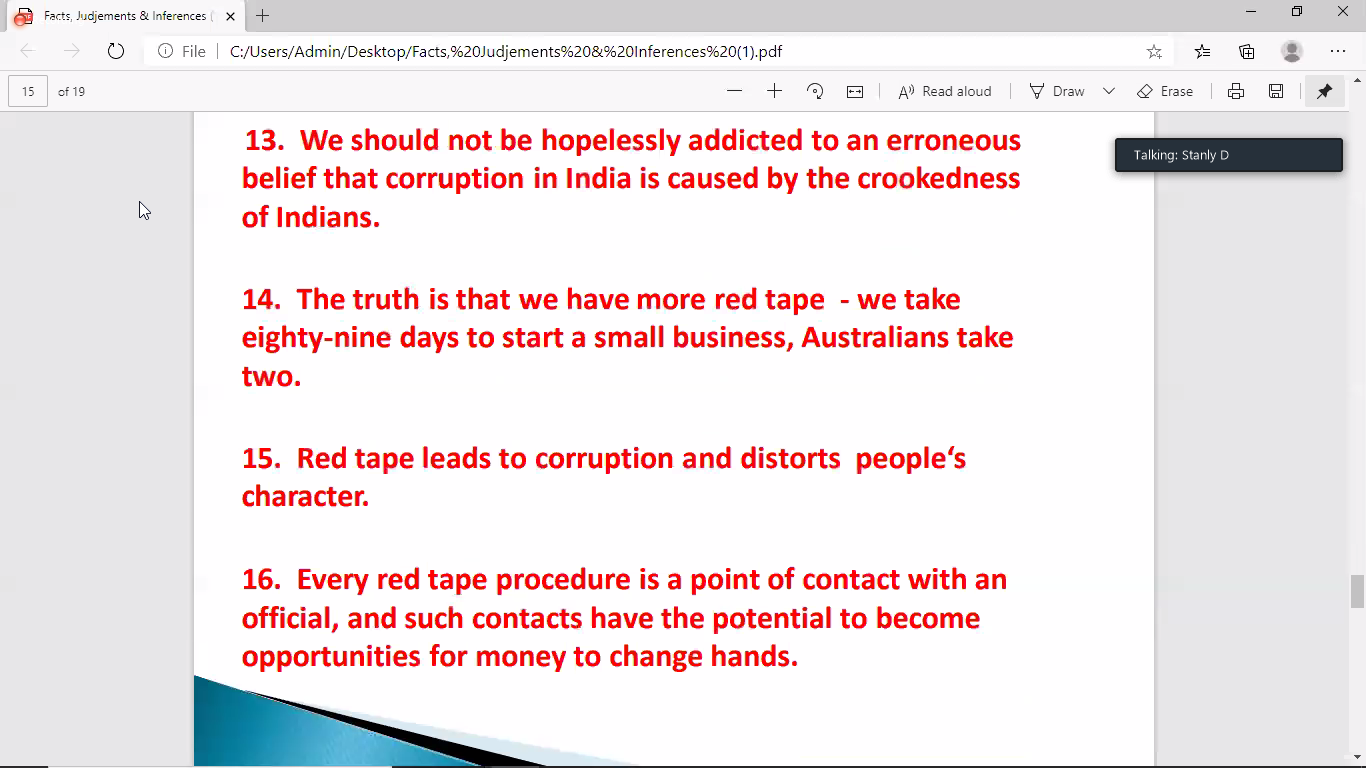 Facts, Judjements & Inferences (
File
C:/Users/Admin/Desktop/Facts,%20Judjements%20&%20Inferences%20(1).pdf
15 of 19
Read aloud
Draw
Erase
Talking: Stanly D
13. We should not be hopelessly addicted to an erroneous
belief that corruption in India is caused by the crookedness
of Indians.
14. The truth is that we have more red tape - we take
eighty-nine days to start a small business, Australians take
two.
15. Red tape leads to corruption and distorts people‘s
character.
16. Every red tape procedure is a point of contact with an
official, and such contacts have the potential to become
opportunities for money to change hands.